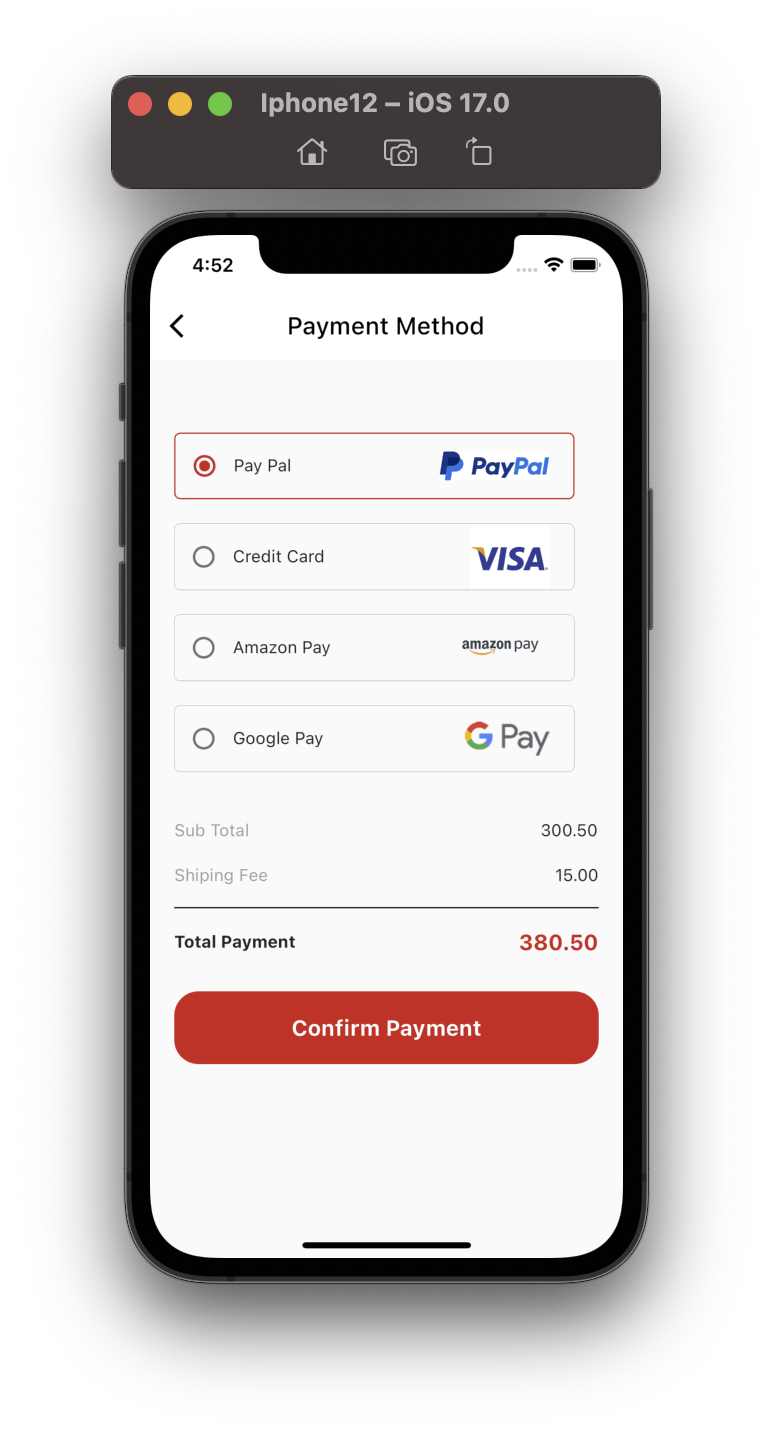 Iphone12 – iOS 17.0
4:52
Payment Method
Pay Pal PayPal
Credit Card VISA
Amazon Pay amazon pay
Google Pay G Pay
Sub Total 300.50
Shiping Fee 15.00
Total Payment 380.50
Confirm Payment